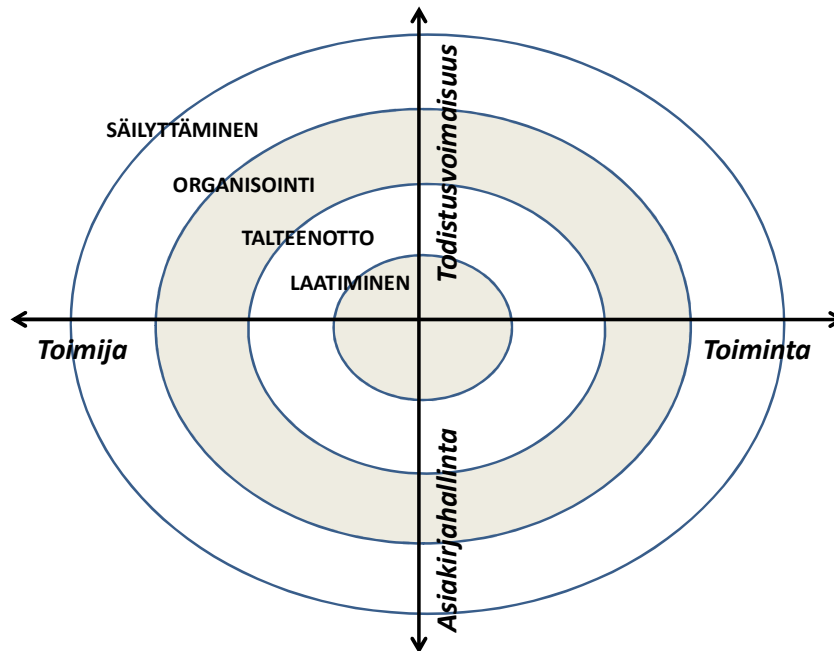 Todistusvoimaisuus
SÄILYTTÄMINEN
ORGANISOINTI
TALTEENOTTO
LAATIMINEN
Toimija
Toiminta
Asiakirjahallinta